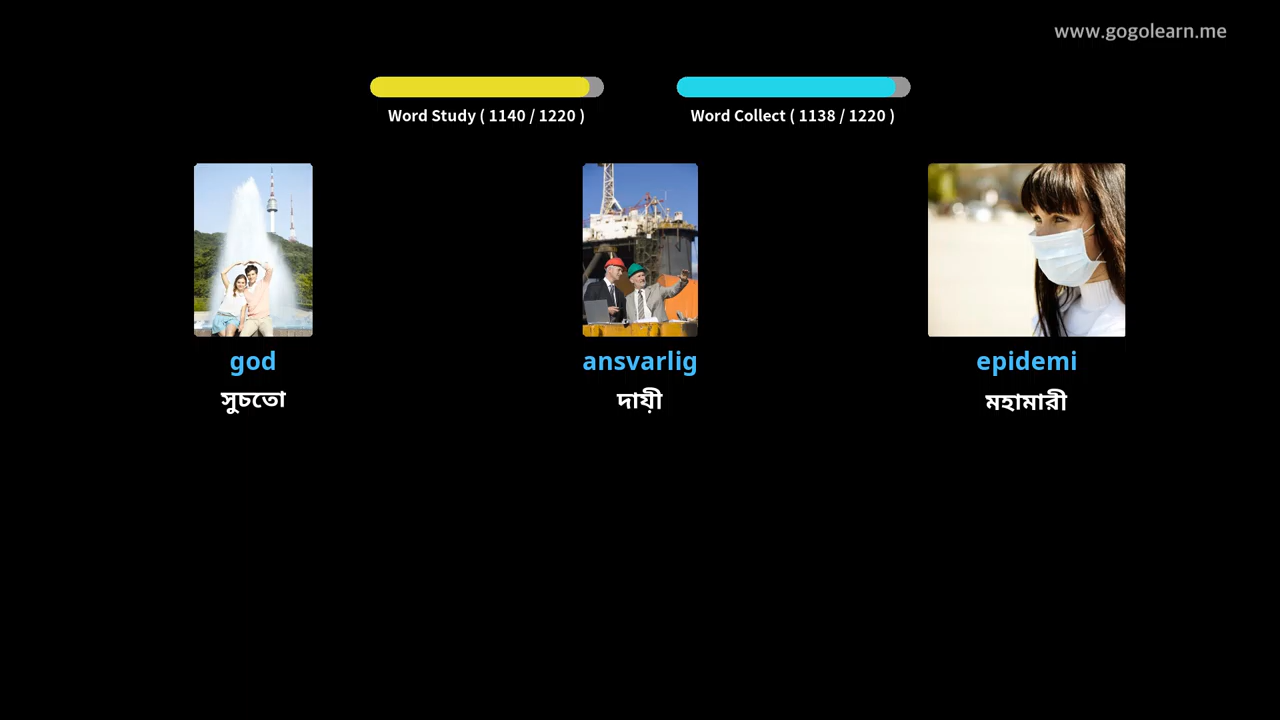 www.gogolearn.me
Word Study ( 1140 / 1220 )
Word Collect ( 1138 / 1220 )
god
ansvarlig
epidemi
সুচতো
দায়ী
মহামারী